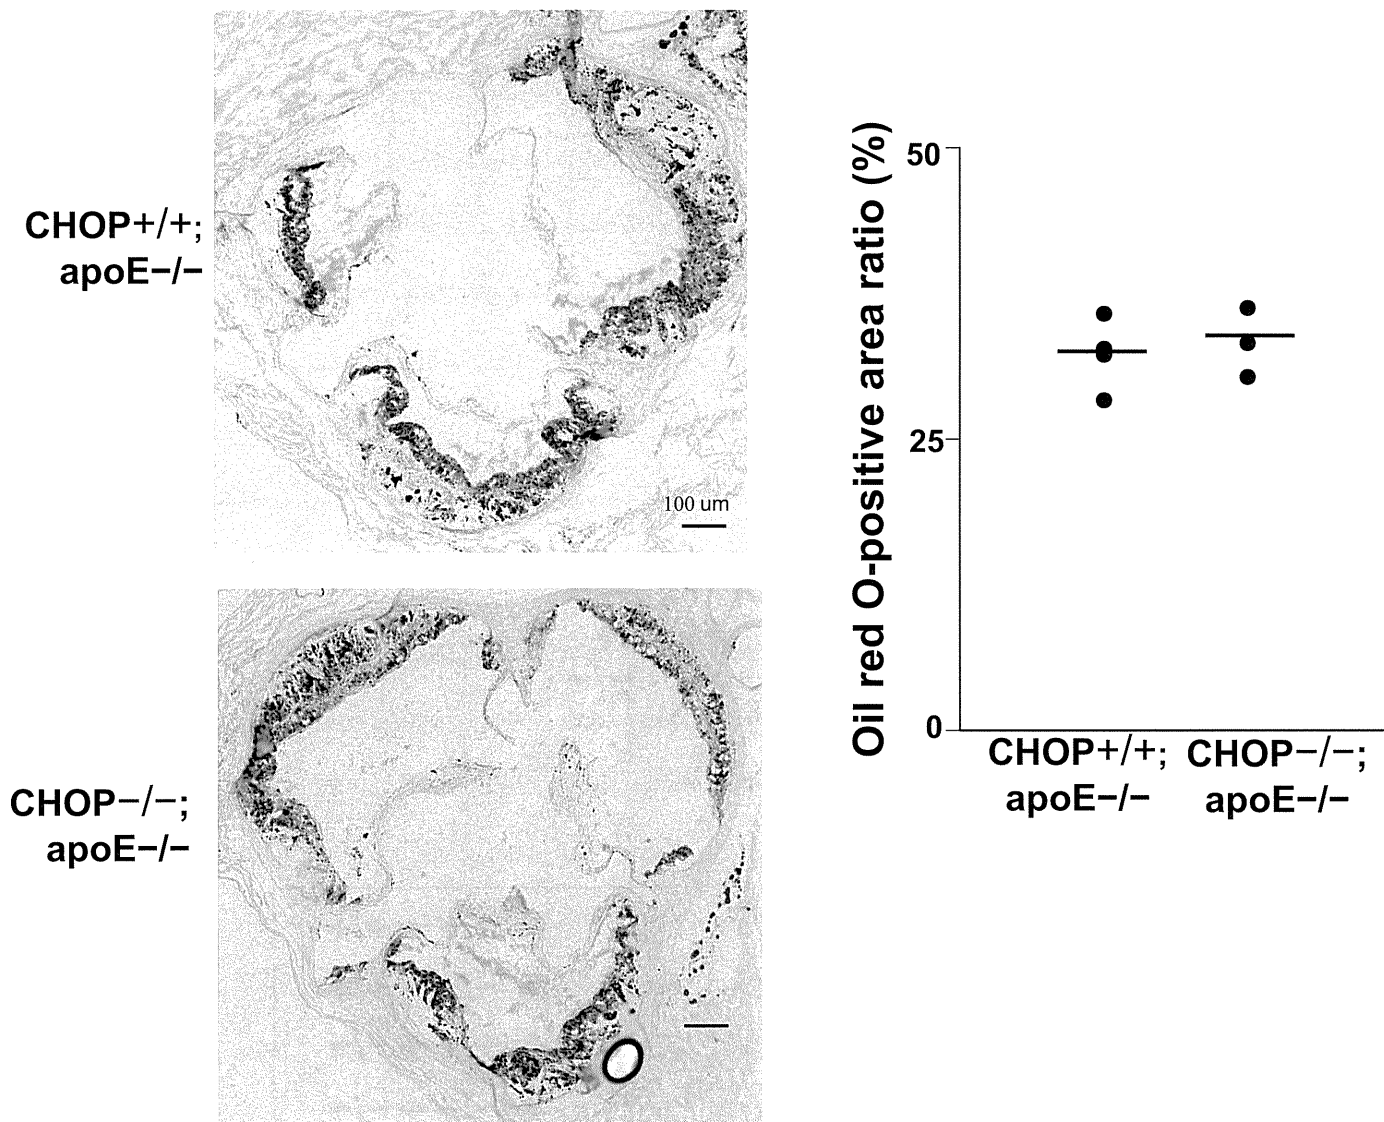 CHOP+/+;
apoE−/−
100 um
CHOP−/−;
apoE−/−
Oil red O-positive area ratio (%)
50
25
0
CHOP+/+;
apoE−/−
CHOP−/−;
apoE−/−